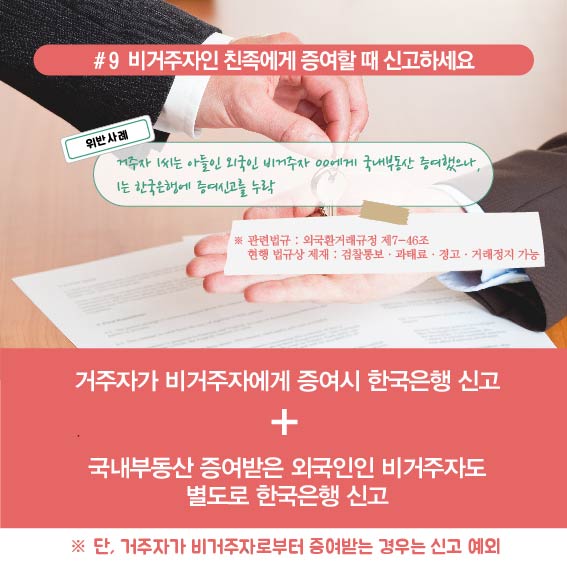 #9 비거주자인 친족에게 증여할 때 신고하세요
위반사례
거주자 I씨는 아들인 외국인 비거주자 OO에게 국내부동산 증여했으나,
I는 한국은행에 증여신고를 누락
※ 관련법규 : 외국환거래규정 제7-46조
현행 법규상 제재 : 검찰통보·과태료·경고·거래정지 가능
거주자가 비거주자에게 증여시 한국은행 신고
+
국내부동산 증여받은 외국인인 비거주자도
별도로 한국은행 신고
※ 단, 거주자가 비거주자로부터 증여받는 경우는 신고 예외